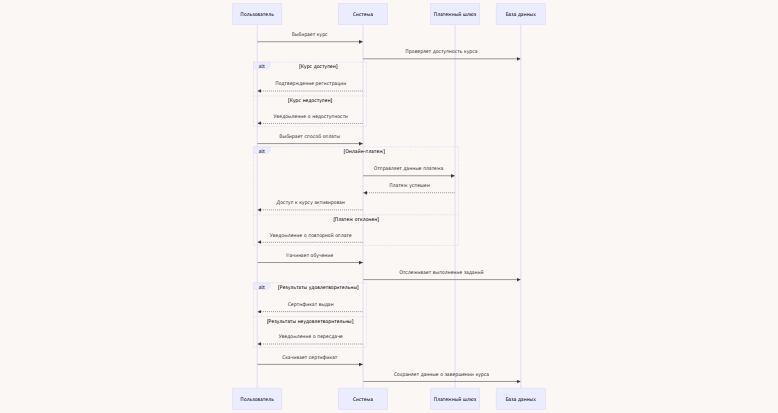 Пользователь
Система
Платежный шлюз
База данных
Выбирает курс
Проверяет доступность курса
alt
[Курс доступен]
Подтверждение регистрации
[Курс недоступен]
Уведомление о недоступности
Выбирает способ оплаты
alt
[Онлайн-платеж]
Отправляет данные платежа
Платеж успешен
Доступ к курсу активирован
[Платеж отклонен]
Уведомление о повторной оплате
Начинает обучение
Отслеживает выполнение заданий
alt
[Результаты удовлетворительны]
Сертификат выдан
[Результаты неудовлетворительны]
Уведомление о пересдаче
Скачивает сертификат
Сохраняет данные о завершении курса
Пользователь
Система
Платежный шлюз
База данных